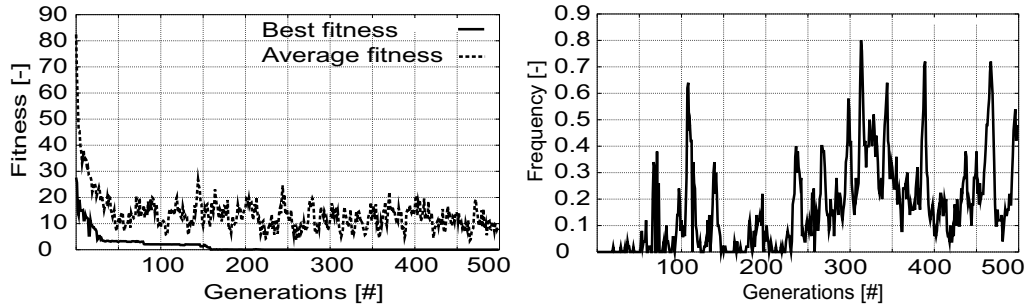 Fitness [-]
90
80
70
60
50
40
30
20
10
0
100 200 300 400 500
Generations [#]
Best fitness
Average fitness
Frequency [-]
0.9
0.8
0.7
0.6
0.5
0.4
0.3
0.2
0.1
0
100 200 300 400 500
Generations [#]